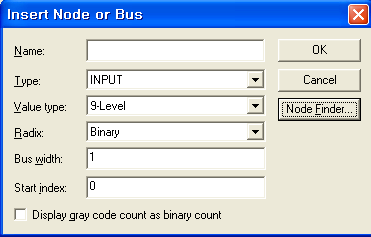 Insert Node or Bus
Name:
OK
Type: INPUT
Cancel
Value type: 9-Level
Node Finder...
Radix: Binary
Bus width: 1
Start index: 0
Display gray code count as binary count